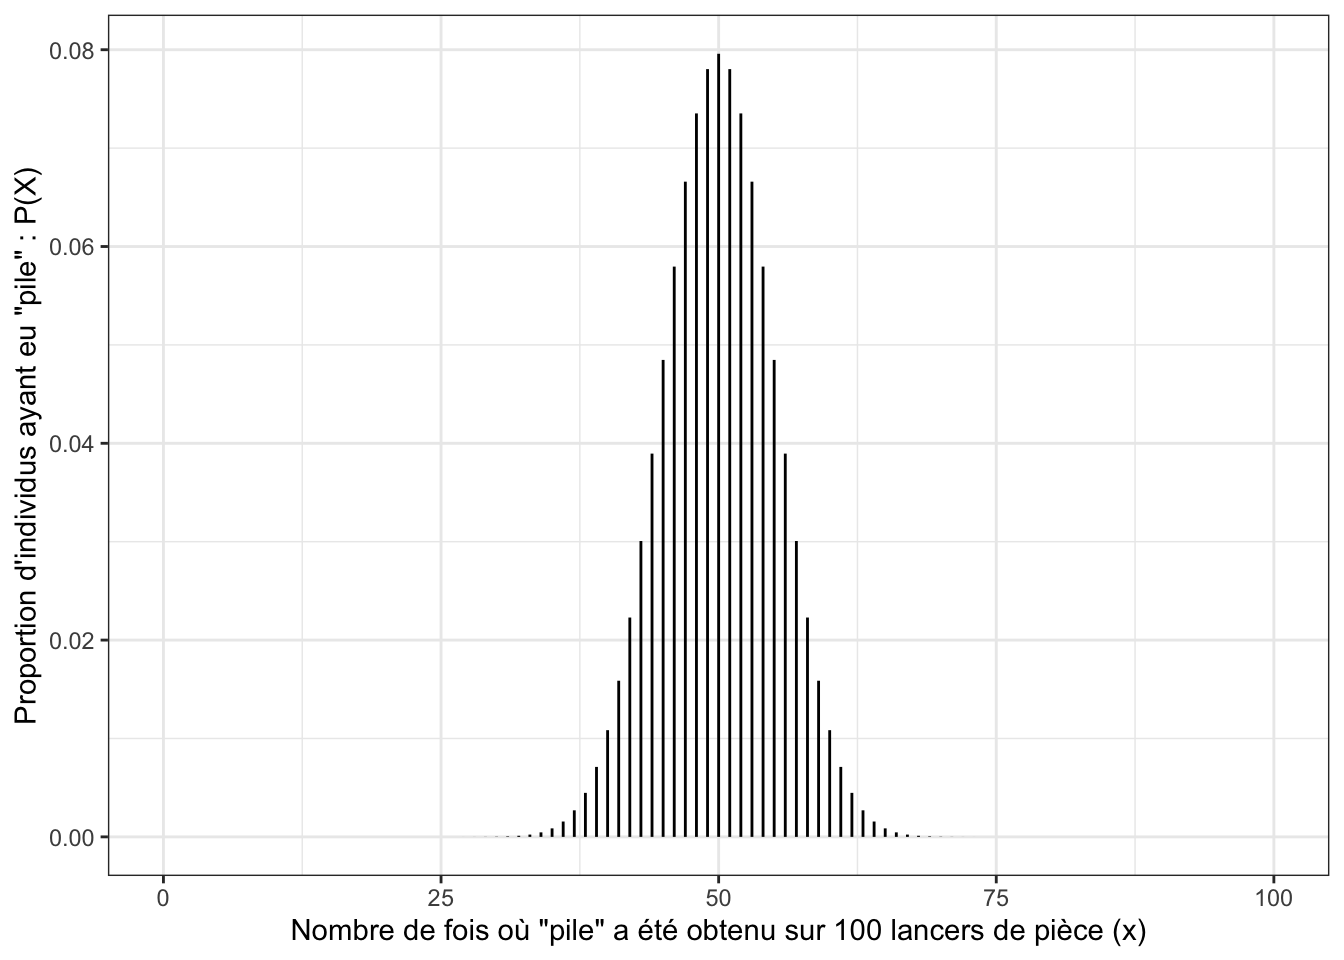 Proportion d'individus ayant eu "pile" : P(X)
0.08
0.06
0.04
0.02
0.00
0 25 50 75 100
Nombre de fois où "pile" a été obtenu sur 100 lancers de pièce (x)